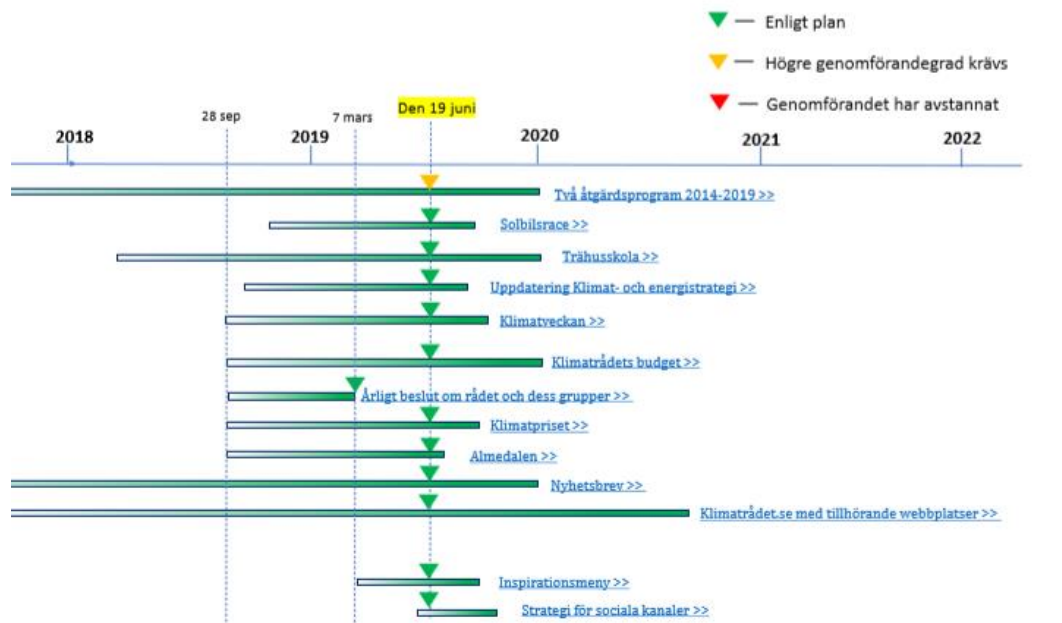 Enligt plan
Högre genomförandegrad krävs
Genomförandet har avstannat
Den 19 juni
28 sep
7 mars
2018
2019
2020
2021
2022
Två åtgärdsprogram 2014-2019 >>
Solbilsrace >>
Trähusskola >>
Uppdatering Klimat- och energistrategi >>
Klimatveckan >>
Klimatrådets budget >>
Årligt beslut om rådet och dess grupper >>
Klimatpriset >>
Almedalen >>
Nyhetsbrev >>
Klimatrådet.se med tillhörande webbplatser >>
Inspirationsmeny >>
Strategi för sociala kanaler >>